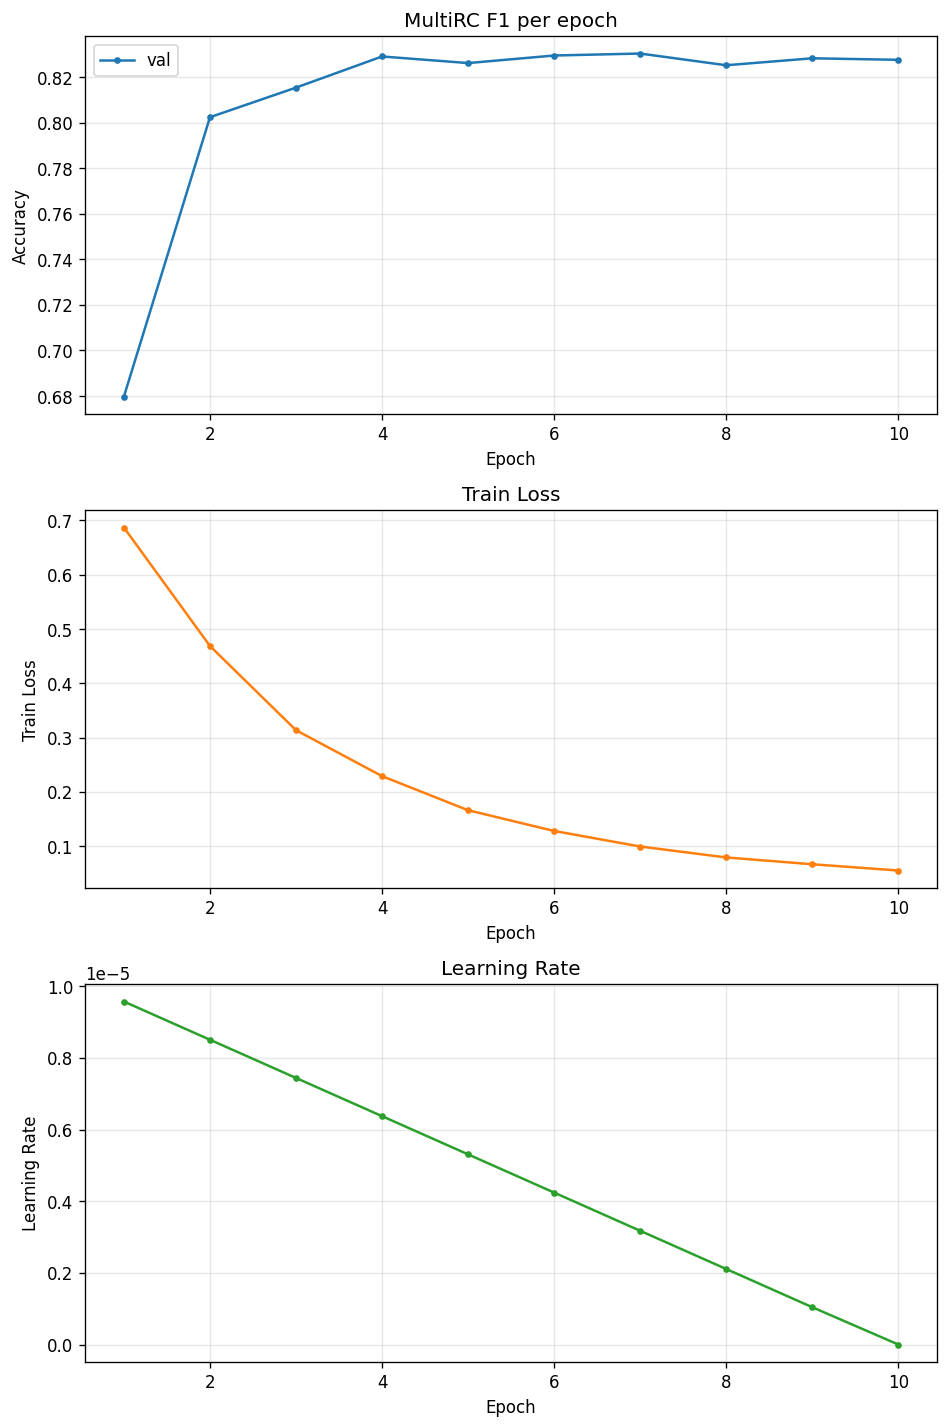 MultiRC F1 per epoch
val
Accuracy
0.82
0.80
0.78
0.76
0.74
0.72
0.70
0.68
2 4 6 8 10
Epoch
Train Loss
Train Loss
0.7
0.6
0.5
0.4
0.3
0.2
0.1
2 4 6 8 10
Epoch
Learning Rate
1e−5
Learning Rate
1.0
0.8
0.6
0.4
0.2
0.0
2 4 6 8 10
Epoch